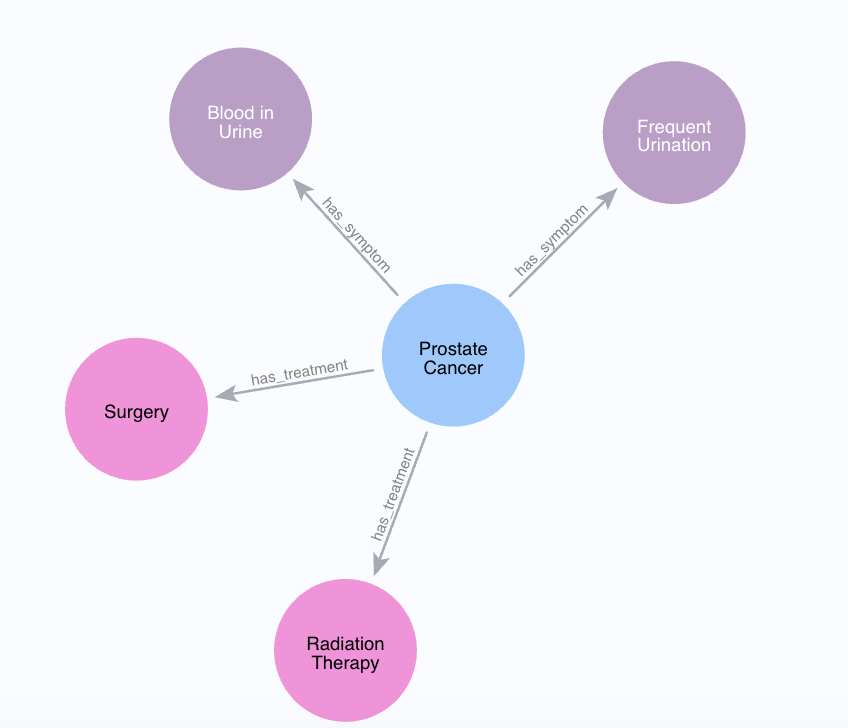 Blood in
Urine
Frequent
Urination
has_symptom
has_symptom
Prostate
Cancer
has_treatment
Surgery
has_treatment
Radiation
Therapy